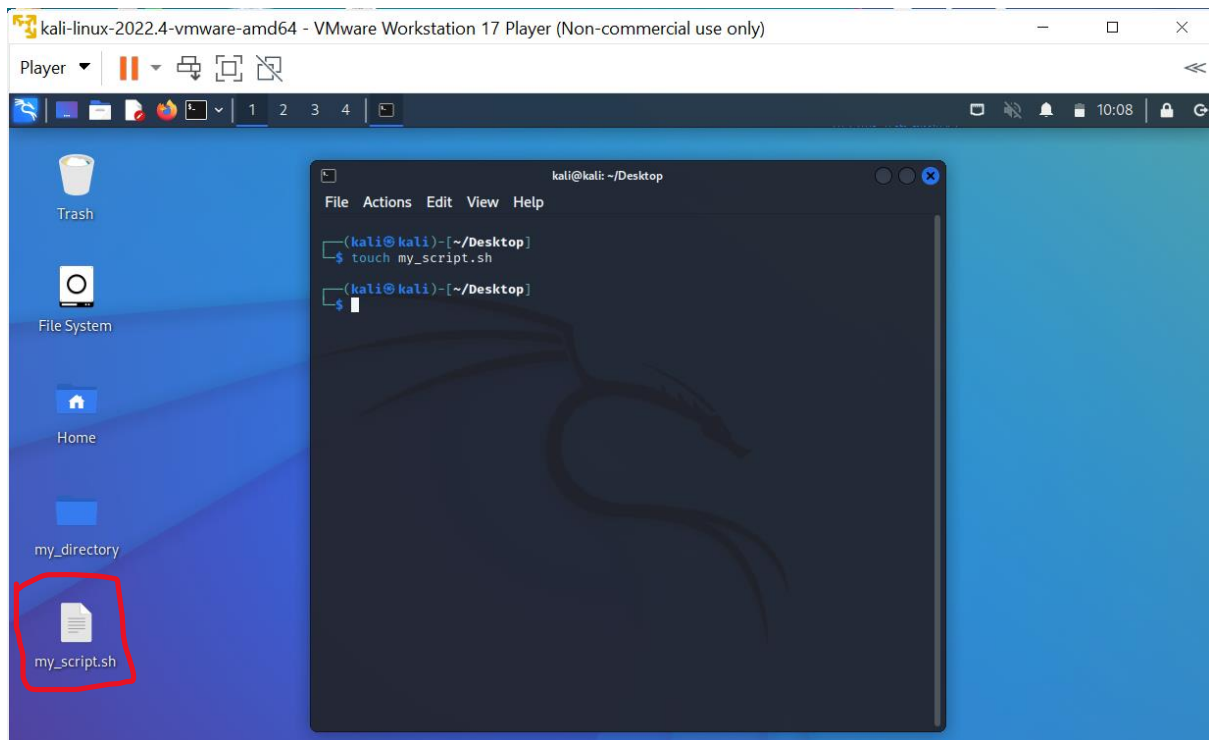 kali-linux-2022.4-vmware-amd64 - VMware Workstation 17 Player (Non-commercial use only)
Player
1 2 3 4
10:08
Trash
File System
Home
my_directory
my_script.sh
kali@kali: ~/Desktop
File Actions Edit View Help
┌──(kali㉿kali)-[~/Desktop]
└─$ touch my_script.sh
┌──(kali㉿kali)-[~/Desktop]
└─$